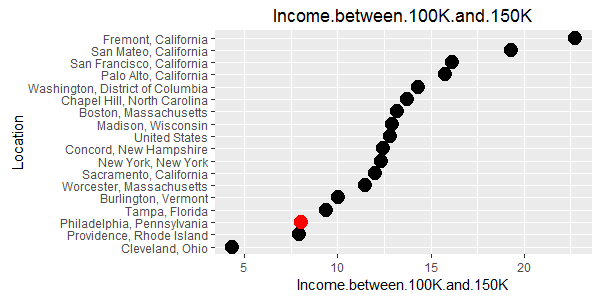 Income.between.100K.and.150K
Location
Fremont, California
San Mateo, California
San Francisco, California
Palo Alto, California
Washington, District of Columbia
Chapel Hill, North Carolina
Boston, Massachusetts
Madison, Wisconsin
United States
Concord, New Hampshire
New York, New York
Sacramento, California
Worcester, Massachusetts
Burlington, Vermont
Tampa, Florida
Philadelphia, Pennsylvania
Providence, Rhode Island
Cleveland, Ohio
5 10 15 20
Income.between.100K.and.150K